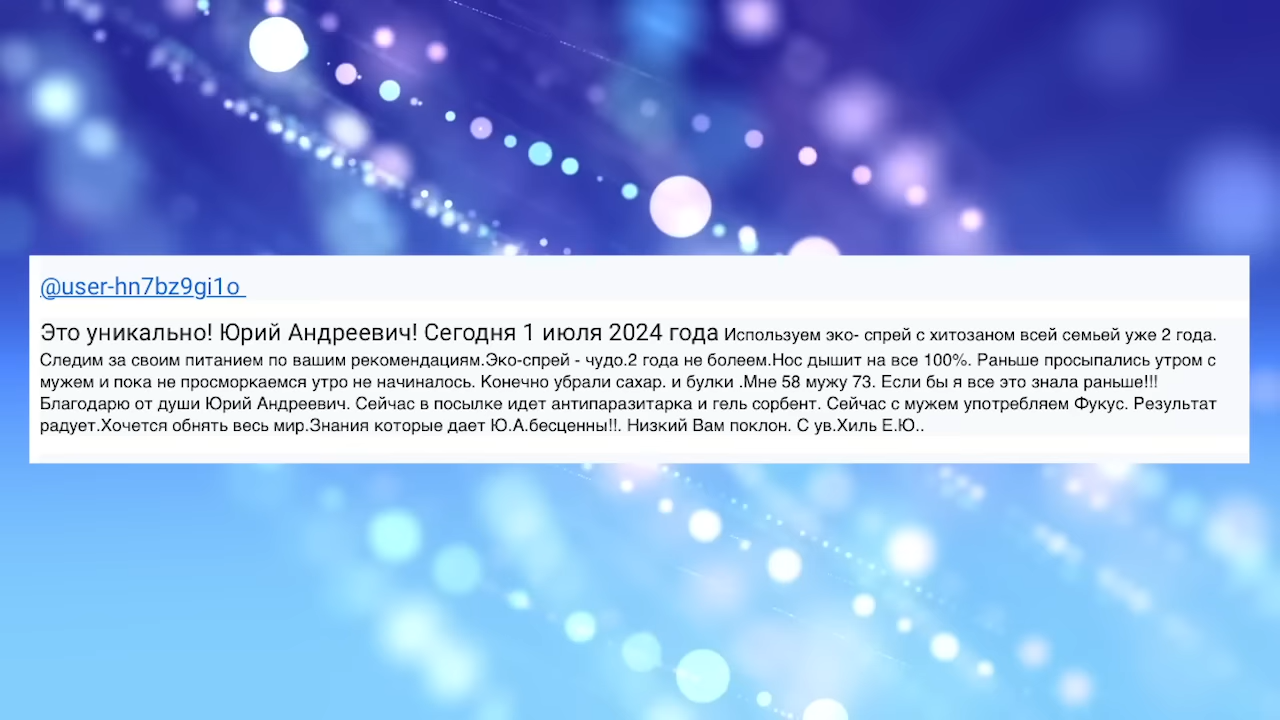 @user-hn7bz9gi1o
Это уникально! Юрий Андреевич! Сегодня 1 июля 2024 года Используем эко- спрей с хитозаном всей семьей уже 2 года.
Следим за своим питанием по вашим рекомендациям.Эко-спрей - чудо.2 года не болеем.Нос дышит на все 100%. Раньше просыпались утром с
мужем и пока не просморкаемся утро не начиналось. Конечно убрали сахар. и булки .Мне 58 мужу 73. Если бы я все это знала раньше!!!
Благодарю от души Юрий Андреевич. Сейчас в посылке идет антипаразитарка и гель сорбент. Сейчас с мужем употребляем Фукус. Результат
радует.Хочется обнять весь мир.Знания которые дает Ю.А.бесценны!!. Низкий Вам поклон. С ув.Хиль Е.Ю..